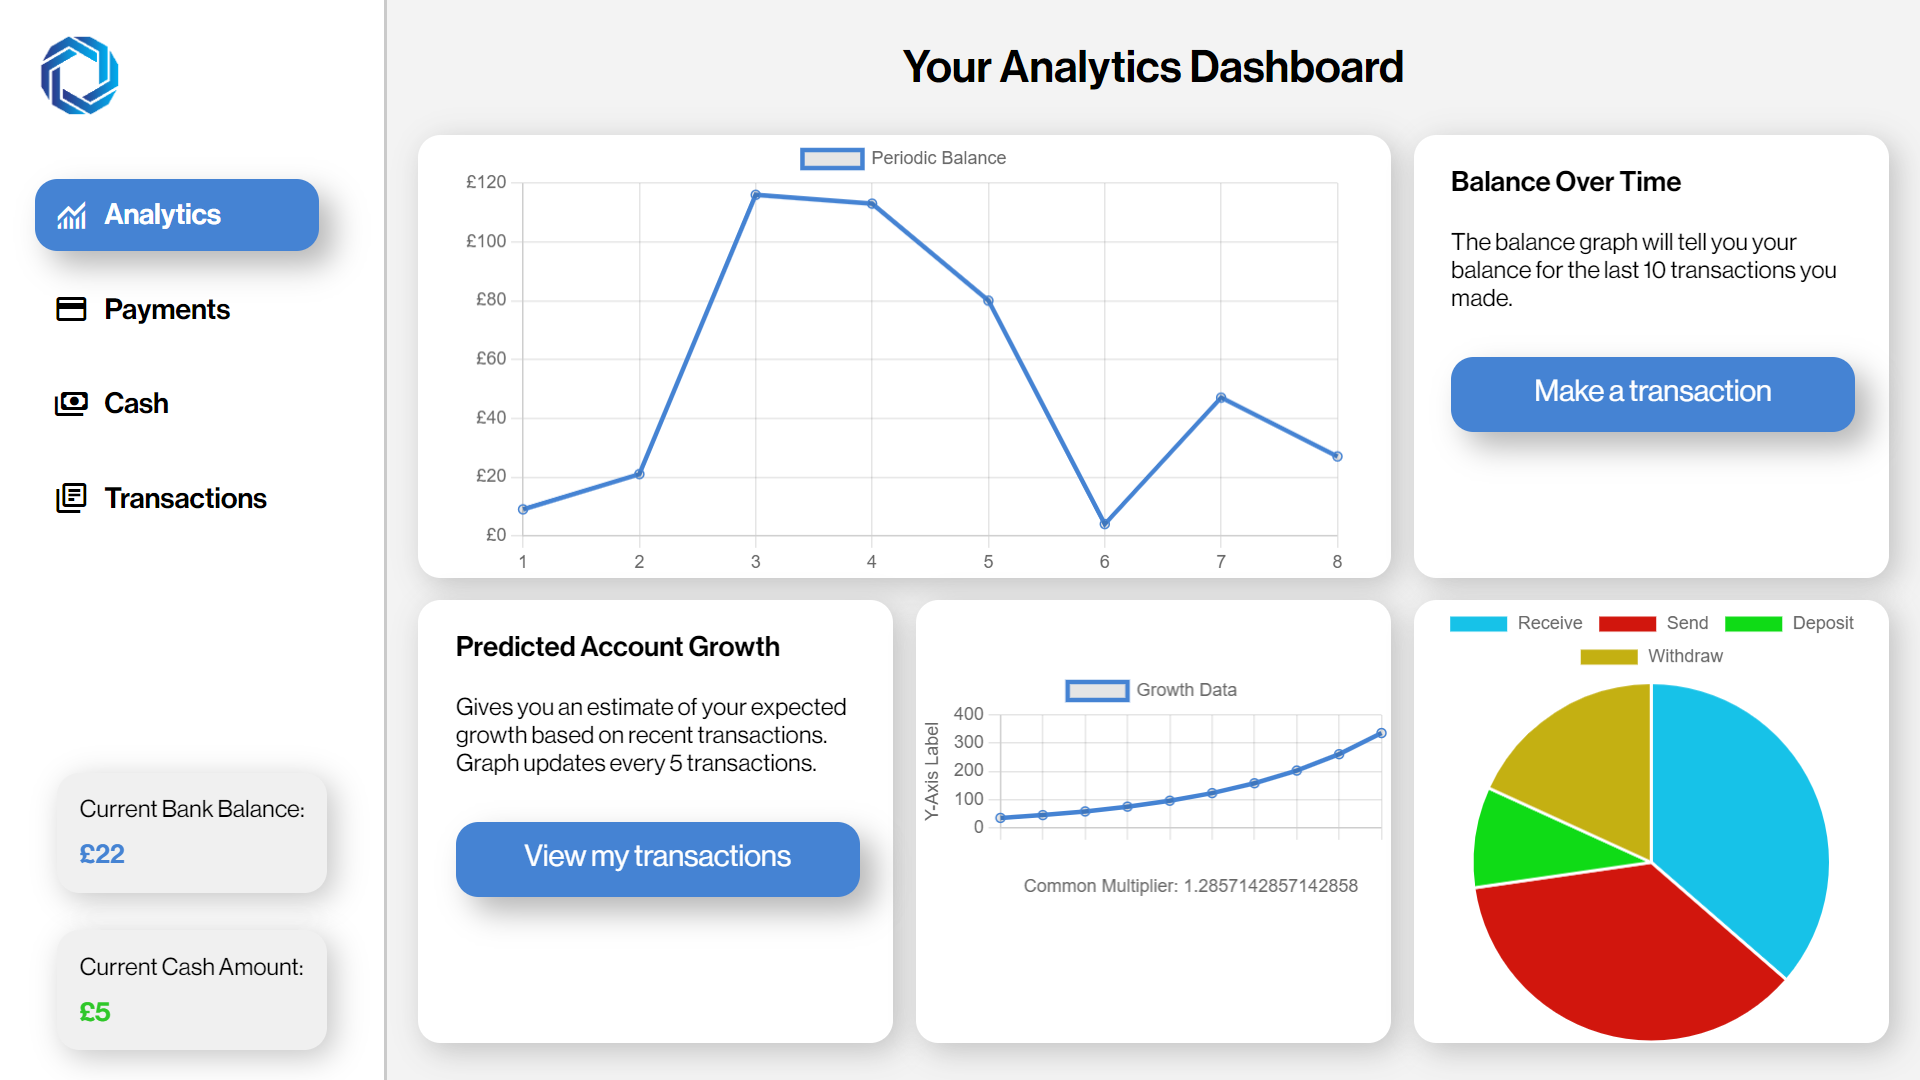 Your Analytics Dashboard
Analytics
Payments
Cash
Transactions
Current Bank Balance:
£22
Current Cash Amount:
£5
Periodic Balance
£120
£100
£80
£60
£40
£20
£0
1 2 3 4 5 6 7 8
Balance Over Time
The balance graph will tell you your
balance for the last 10 transactions you
made.
Make a transaction
Predicted Account Growth
Gives you an estimate of your expected
growth based on recent transactions.
Graph updates every 5 transactions.
View my transactions
Growth Data
Y-Axis Label
400
300
200
100
0
Common Multiplier: 1.2857142857142858
Receive Send Deposit
Withdraw